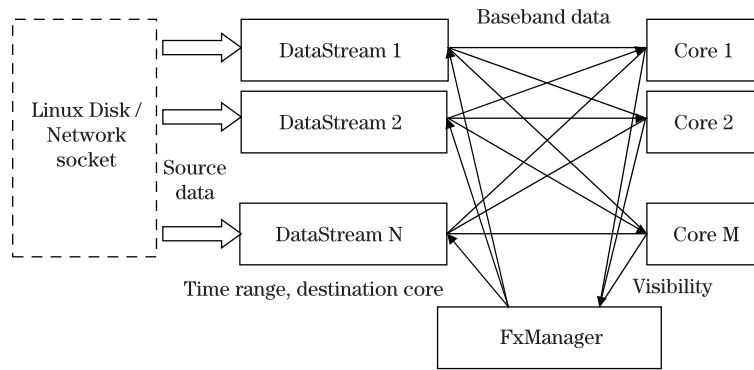 Baseband data
Linux Disk /
Network
socket
Source
data
DataStream 1
DataStream 2
DataStream N
Core 1
Core 2
Core M
Time range, destination core
Visibility
FxManager